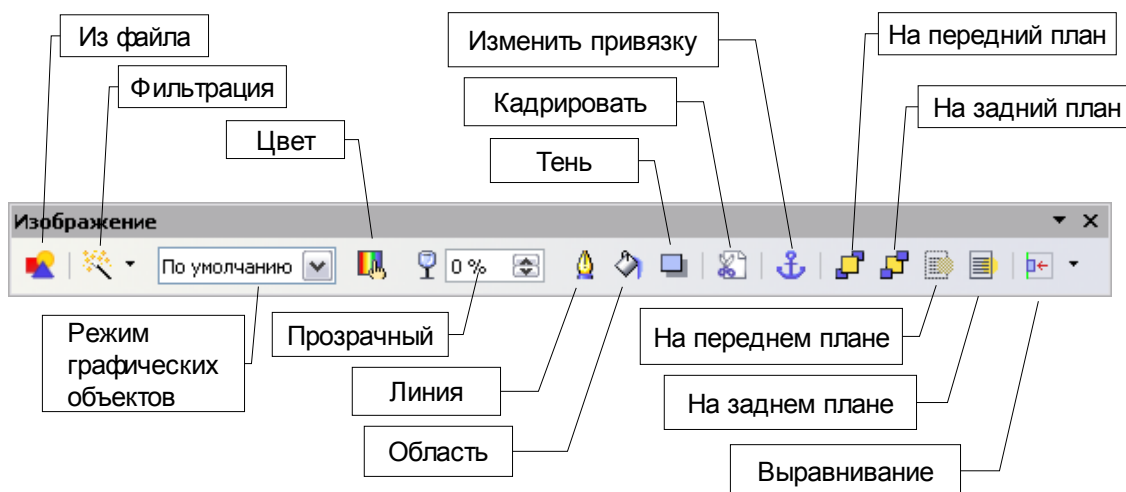 Из файла
Изменить привязку
На передний план
Фильтрация
Кадрировать
На задний план
Цвет
Тень
Изображение
По умолчанию
0 %
Режим
графических
объектов
Прозрачный
На переднем плане
Линия
На заднем плане
Область
Выравнивание